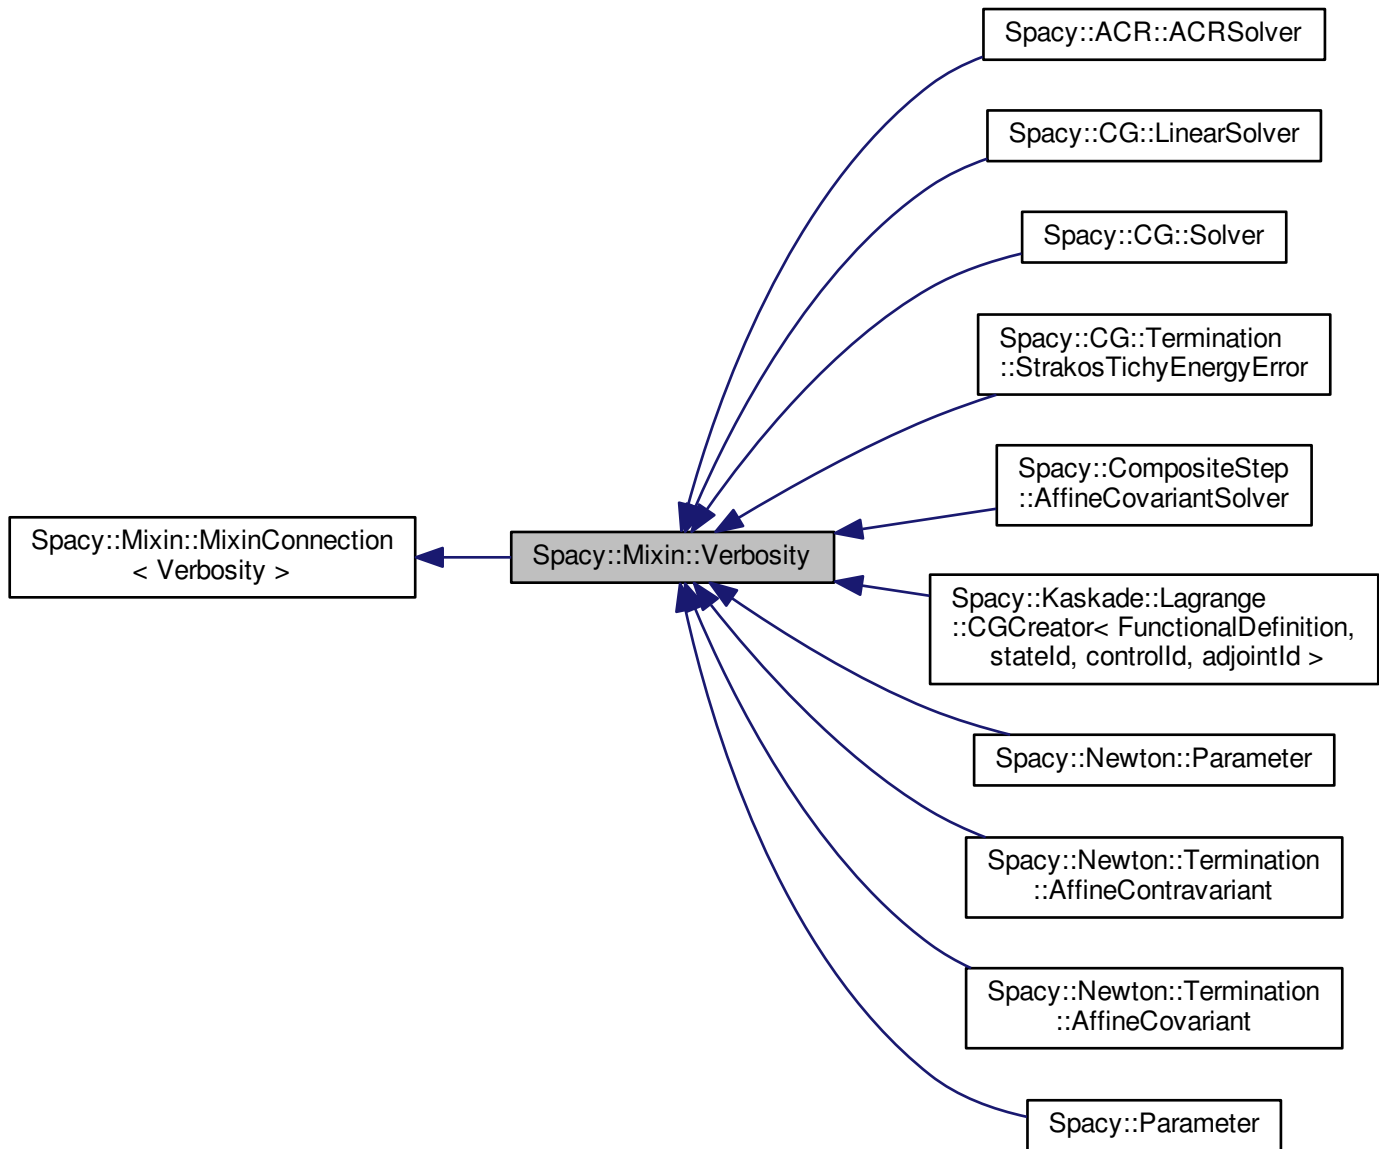 Spacy::ACR::ACRSolver
Spacy::CG::LinearSolver
Spacy::CG::Solver
Spacy::CG::Termination
::StrakosTichyEnergyError
Spacy::CompositeStep
::AffineCovariantSolver
Spacy::Mixin::MixinConnection
< Verbosity >
Spacy::Mixin::Verbosity
Spacy::Kaskade::Lagrange
::CGCreator< FunctionalDefinition,
stateId, controlId, adjointId >
Spacy::Newton::Parameter
Spacy::Newton::Termination
::AffineContravariant
Spacy::Newton::Termination
::AffineCovariant
Spacy::Parameter